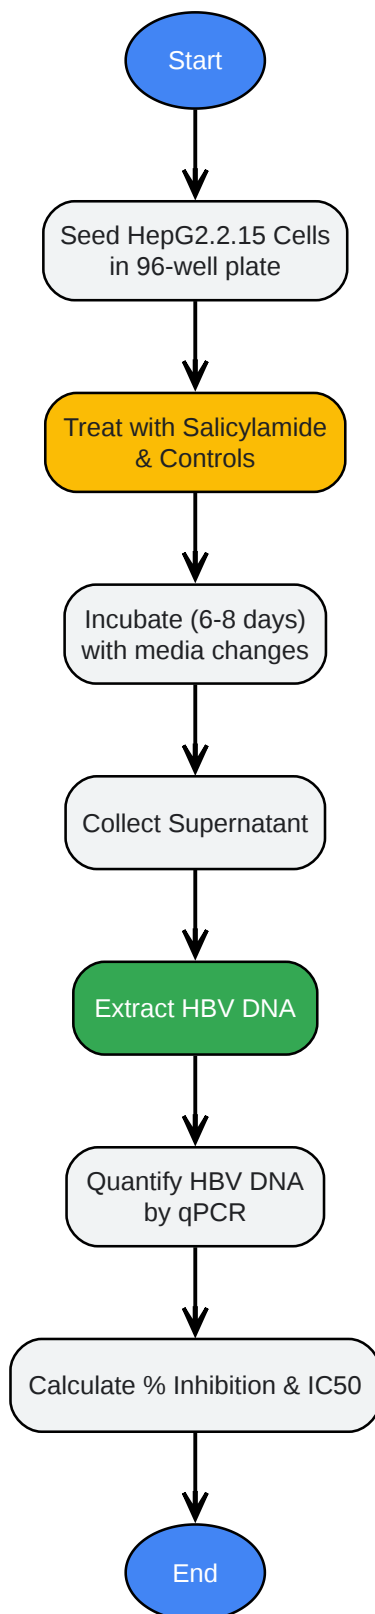 Start
Seed HepG2.2.15 Cells
in 96-well plate
Treat with Salicylamide
& Controls
Incubate (6-8 days)
with media changes
Collect Supernatant
Extract HBV DNA
Quantify HBV DNA
by qPCR
Calculate % Inhibition & IC50
End